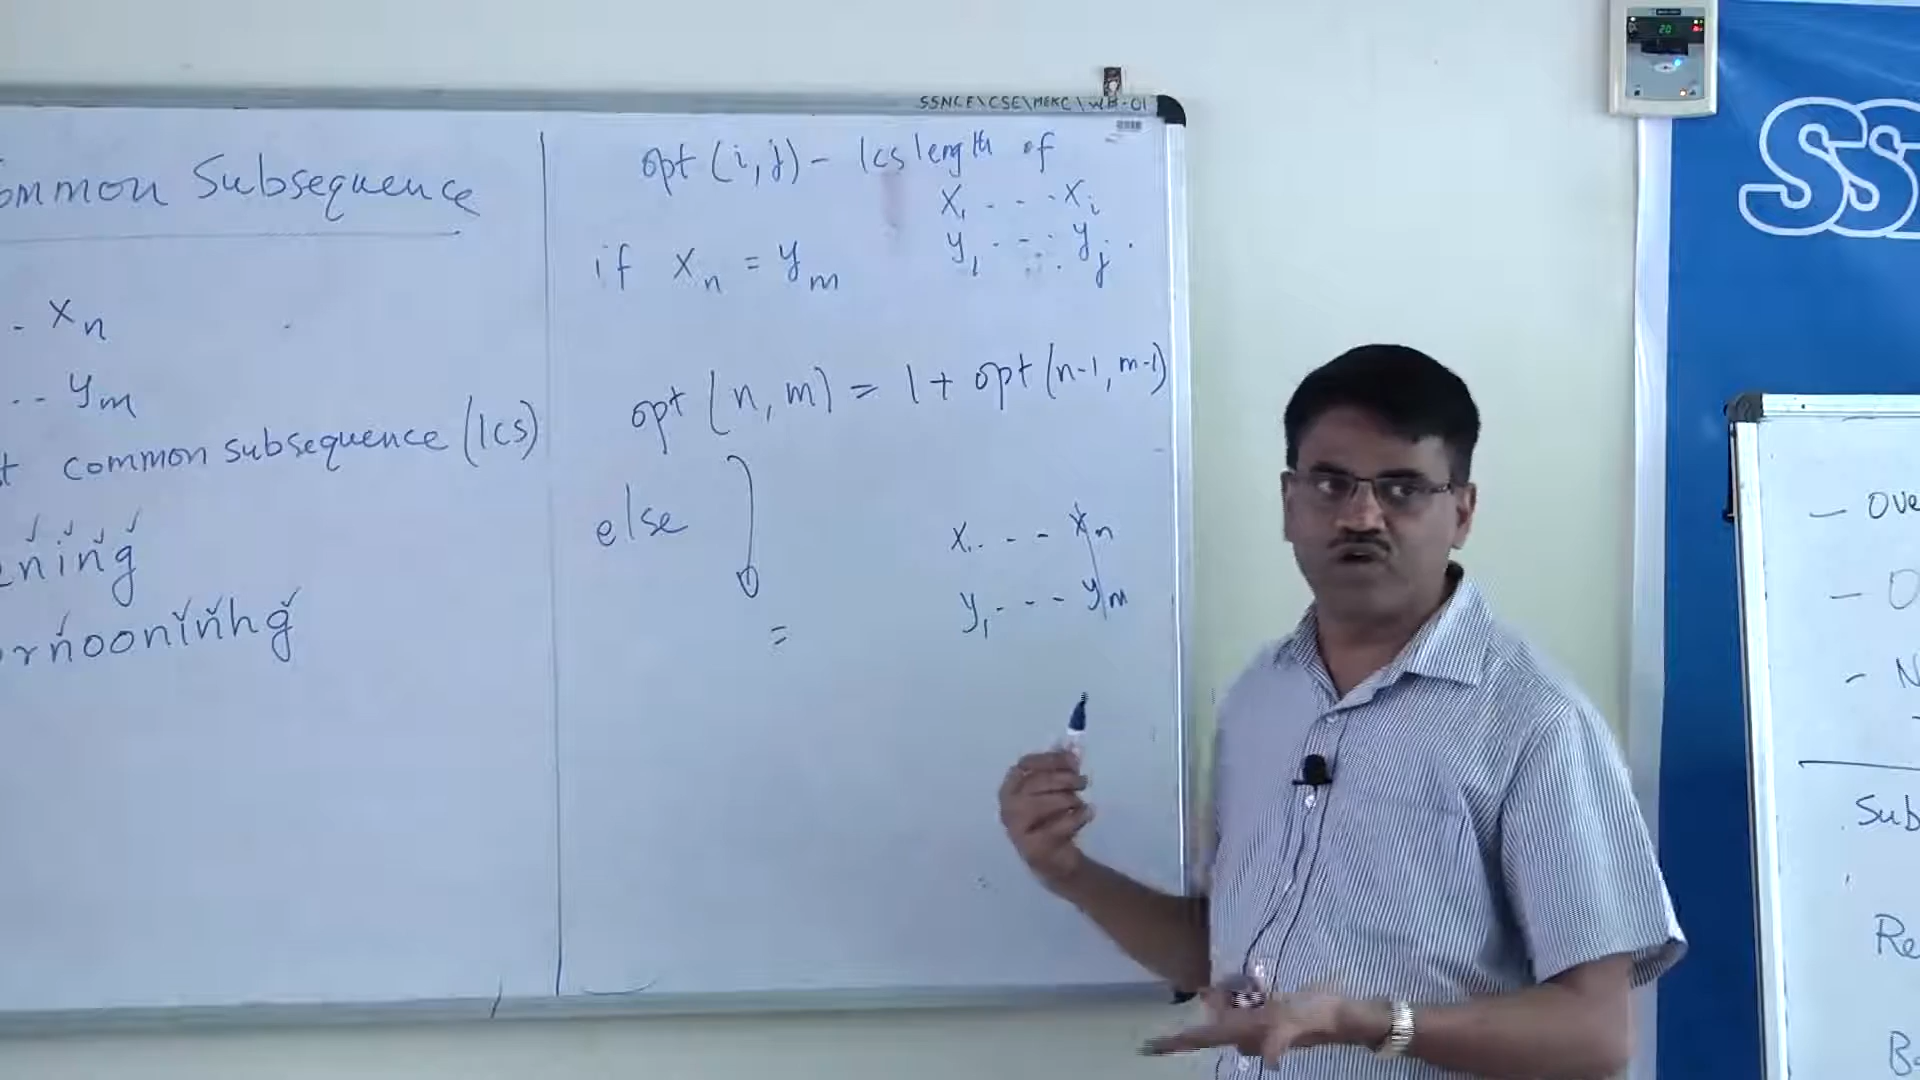 SSNCE\CSE\MEKC\WB-01
ommon Subsequence
- xn
-- ym
t common subsequence (lcs)
ening
rnooninhg
opt (i,j) - lcs length of
x1 - - - xi
y1 - - - yj .
if xn = ym
opt (n, m) = 1 + opt (n-1, m-1)
else
=
x1 - - - xn
y1 - - - ym
20
SS
- Ove
- O
- N
Sub
Re